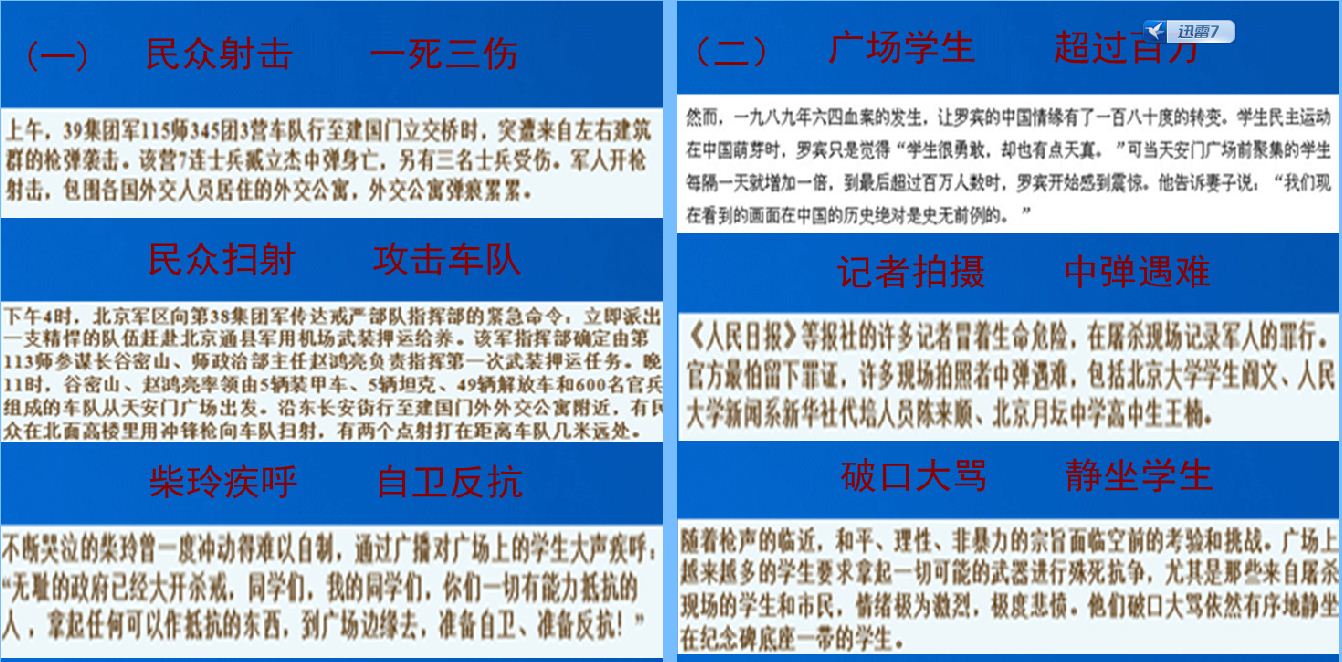 (一) 民众射击 一死三伤
上午，39集团军115师345团3营车队行至建国门立交桥时，突遭来自左右建筑
群的枪弹袭击。该营7连士兵臧立杰中弹身亡，另有三名士兵受伤。军人开枪
射击，包围各国外交人员居住的外交公寓，外交公寓弹痕累累。
民众扫射 攻击车队
下午4时，北京军区向第38集团军传达戒严部队指挥部的紧急命令：立即派出
一支精悍的队伍赶赴北京通县军用机场武装押运给养。该军指挥部确定由第
113师参谋长谷密山、师政治部主任赵鸿亮负责指挥第一次武装押运任务。晚
11时，谷密山、赵鸿亮率领由5辆装甲车、5辆坦克、49辆解放车和600名官兵
组成的车队从天安门广场出发。沿东长安街行至建国门外外交公寓附近，有民
众在北面高楼里用冲锋枪向车队扫射，有两个点射打在距离车队几米远处。
柴玲疾呼 自卫反抗
不断哭泣的柴玲曾一度冲动得难以自制，通过广播对广场上的学生大声疾呼：
“无耻的政府已经大开杀戒，同学们，我的同学们，你们一切有能力抵抗的
人，拿起任何可以作抵抗的东西，到广场边缘去，准备自卫、准备反抗！”
(二) 广场学生 超过百万
迅雷7
然而，一九八九年六四血案的发生，让罗宾的中国情缘有了一百八十度的转变。学生民主运动
在中国萌芽时，罗宾只是觉得“学生很勇敢，却也有点天真。”可当天安门广场前聚集的学生
每隔一天就增加一倍，到最后超过百万人数时，罗宾开始感到震惊。他告诉妻子说：“我们现
在看到的画面在中国的历史绝对是史无前例的。”
记者拍摄 中弹遇难
《人民日报》等报社的许多记者冒着生命危险，在屠杀现场记录军人的罪行。
官方最怕留下罪证，许多现场拍照者中弹遇难，包括北京大学学生阎文、人民
大学新闻系新华社代培人员陈来顺、北京月坛中学高中生王楠。
破口大骂 静坐学生
随着枪声的临近，和平、理性、非暴力的宗旨面临空前的考验和挑战。广场上
越来越多的学生要求拿起一切可能的武器进行殊死抗争，尤其是那些来自屠杀
现场的学生和市民，情绪极为激烈，极度悲愤。他们破口大骂依然有序地静坐
在纪念碑底座一带的学生。